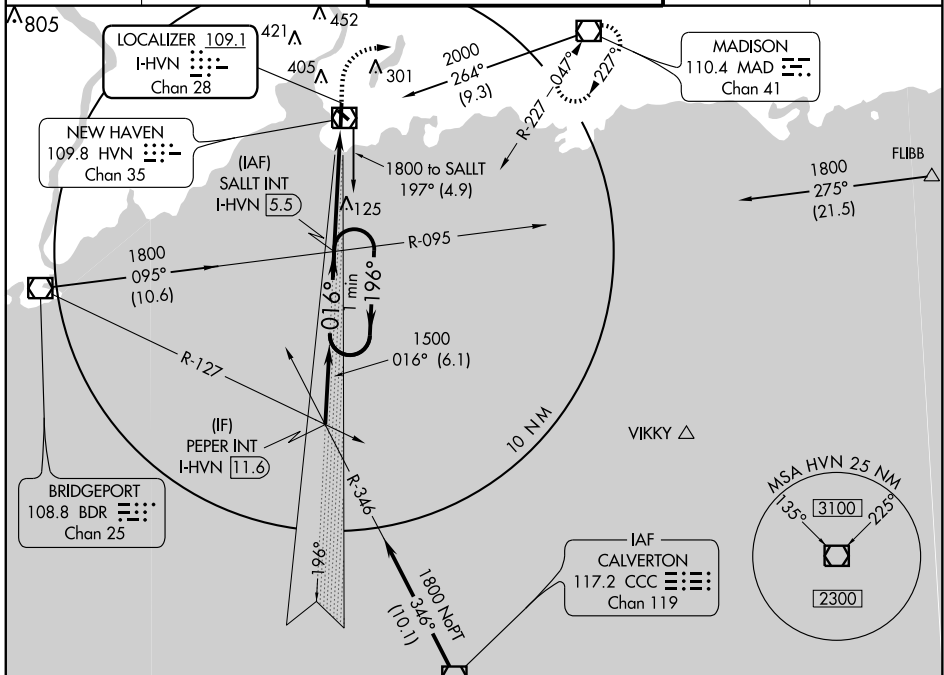 805
452
421
405
301
LOCALIZER 109.1
I-HVN
Chan 28
NEW HAVEN
109.8 HVN
Chan 35
2000
264°
(9.3)
MADISON
110.4 MAD
Chan 41
R-227
047°
227°
1800 to SALLT
197° (4.9)
(IAF)
SALLT INT
I-HVN 5.5
125
FLIBB
1800
275°
(21.5)
R-095
1800
095°
(10.6)
016°
1 min
196°
1500
016° (6.1)
R-127
(IF)
PEPER INT
I-HVN 11.6
10 NM
VIKKY
BRIDGEPORT
108.8 BDR
Chan 25
R-346
196°
1800 NoPT
346°
(10.1)
IAF
CALVERTON
117.2 CCC
Chan 119
MSA HVN 25 NM
135°
3100
225°
2300